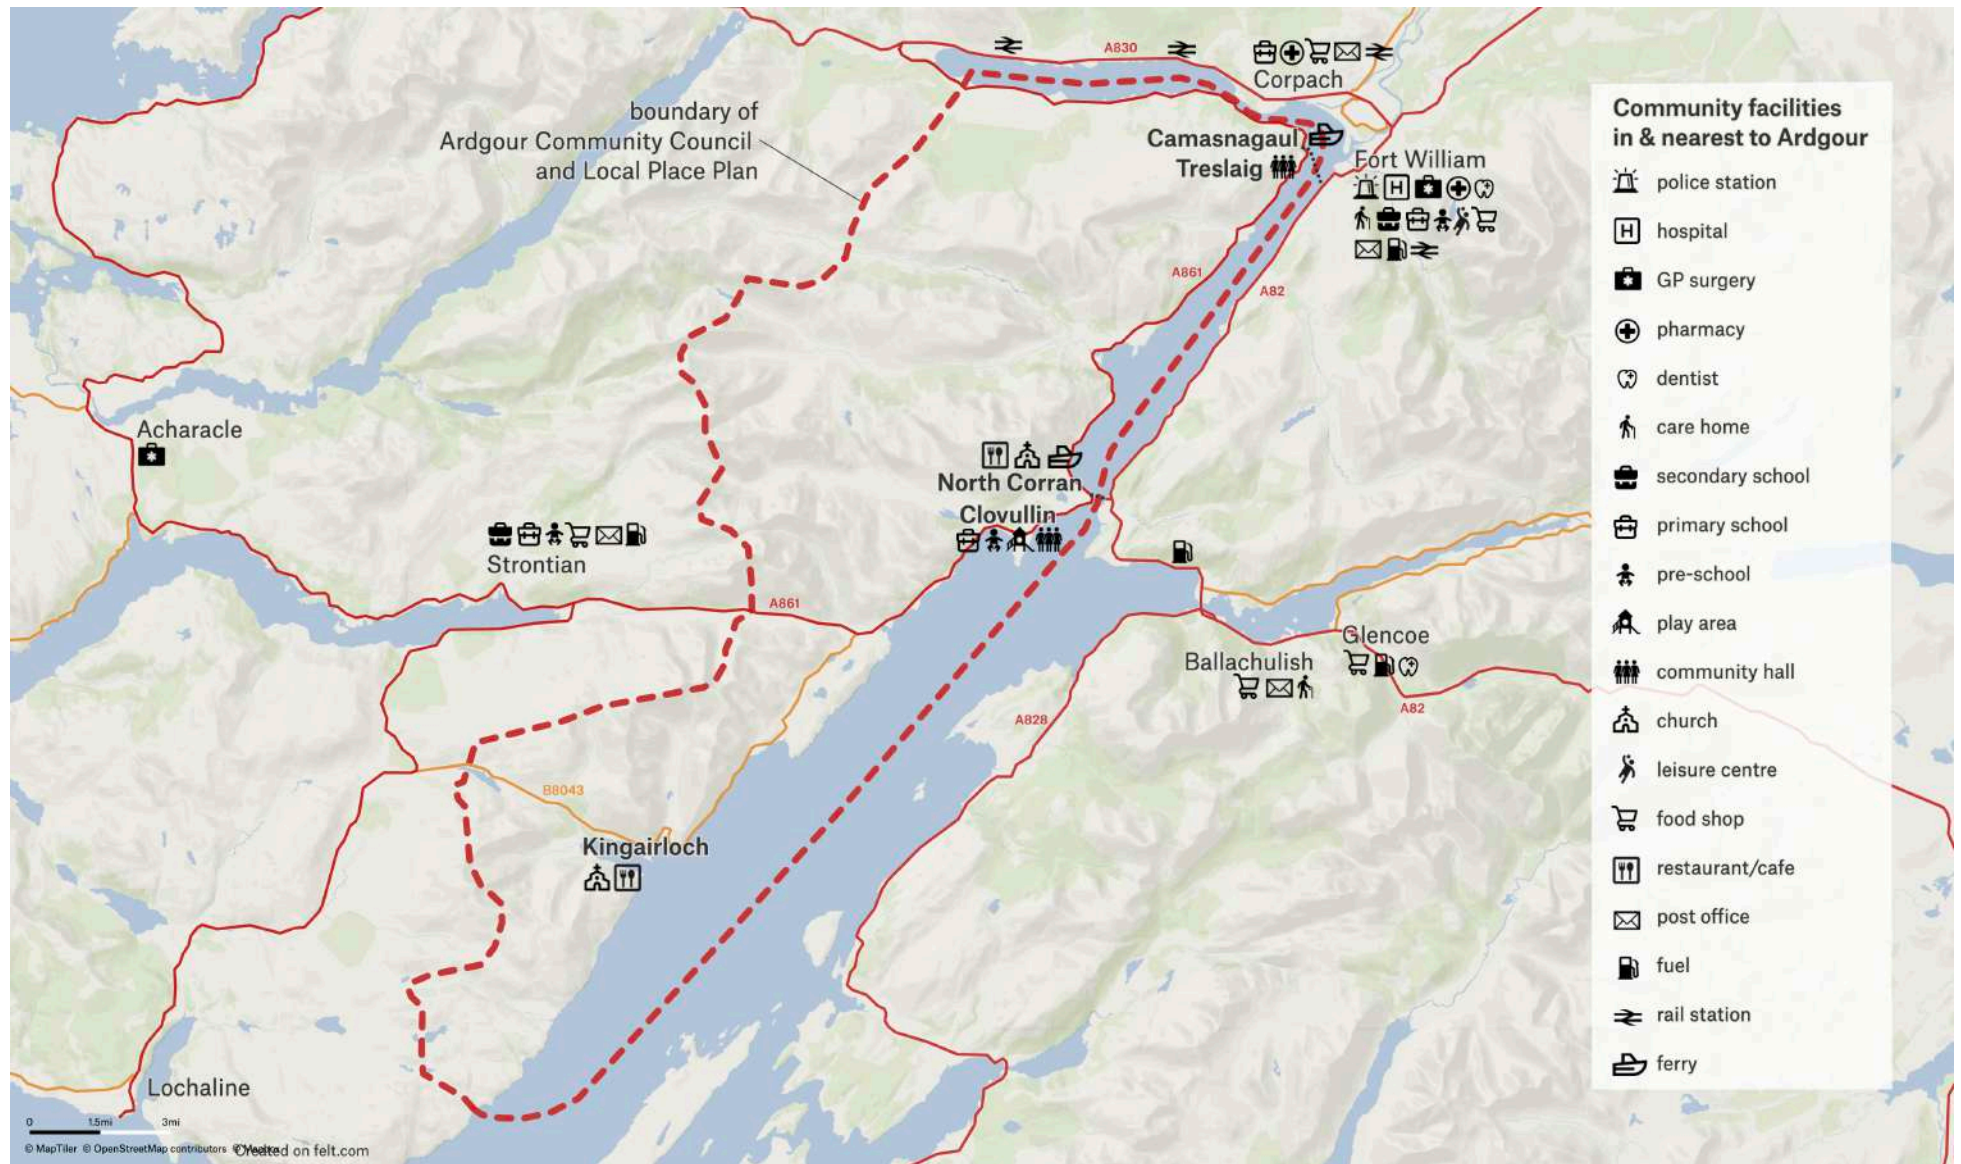 A830
Corpach
boundary of
Ardgour Community Council
and Local Place Plan
Camasnagaul
Treslaig
Fort William
H
A861
A82
Acharacle
North Corran
Clovullin
Strontian
A861
Glencoe
Ballachulish
A828
A82
B8043
Kingairloch
Lochaline
0 1.5mi 3mi
© MapTiler © OpenStreetMap contributors
Created on felt.com
Community facilities
in & nearest to Ardgour
police station
H hospital
GP surgery
pharmacy
dentist
care home
secondary school
primary school
pre-school
play area
community hall
church
leisure centre
food shop
restaurant/cafe
post office
fuel
rail station
ferry